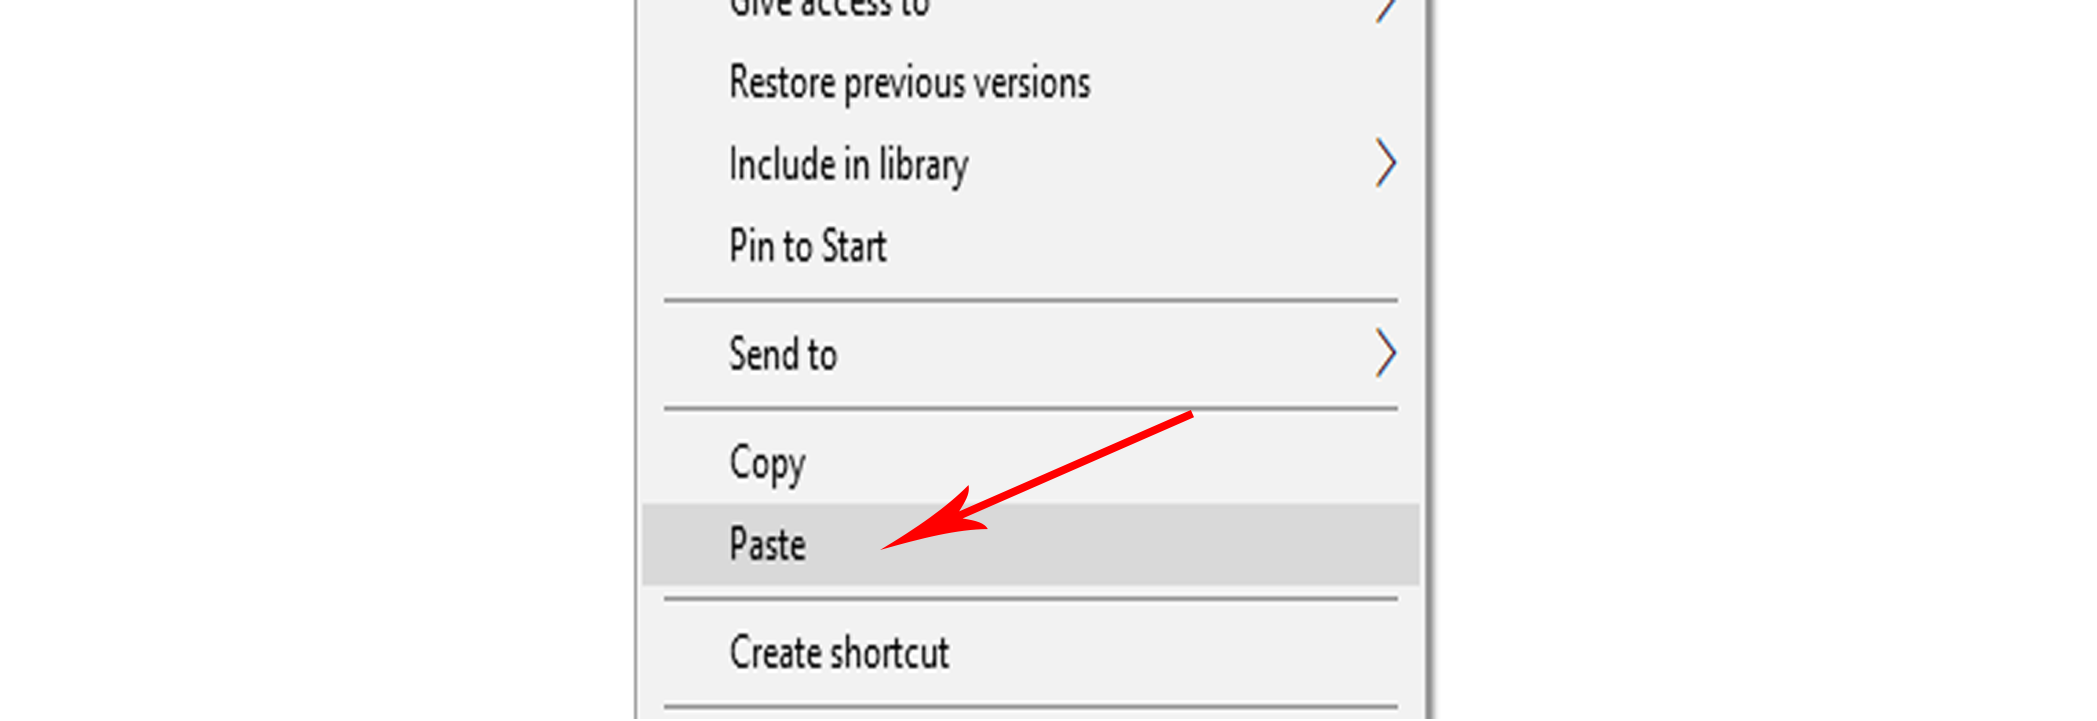 Give access to
Restore previous versions
Include in library
Pin to Start
Send to
Copy
Paste
Create shortcut